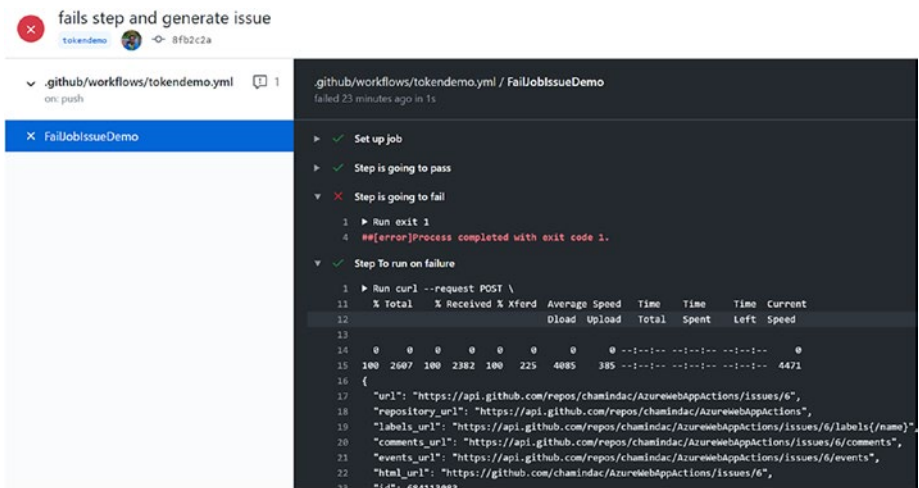 fails step and generate issue
tokendemo 8fb2c2a
.github/workflows/tokendemo.yml 1
on: push
FailJobIssueDemo
.github/workflows/tokendemo.yml / FailJobIssueDemo
failed 23 minutes ago in 1s
Set up job
Step is going to pass
Step is going to fail
1 Run exit 1
4 ##[error]Process completed with exit code 1.
Step To run on failure
1 Run curl --request POST \
11 % Total % Received % Xferd Average Speed Time Time Time Current
12 Dload Upload Total Spent Left Speed
13
14 0 0 0 0 0 0 0 0 --:--:-- --:--:-- --:--:-- 0
15 100 2607 100 2382 100 225 4085 385 --:--:-- --:--:-- --:--:-- 4471
16 {
17 "url": "https://api.github.com/repos/chamindac/AzureWebAppActions/issues/6",
18 "repository_url": "https://api.github.com/repos/chamindac/AzureWebAppActions",
19 "labels_url": "https://api.github.com/repos/chamindac/AzureWebAppActions/issues/6/labels{/name}",
20 "comments_url": "https://api.github.com/repos/chamindac/AzureWebAppActions/issues/6/comments",
21 "events_url": "https://api.github.com/repos/chamindac/AzureWebAppActions/issues/6/events",
22 "html_url": "https://github.com/chamindac/AzureWebAppActions/issues/6",
23 "id": 684113083